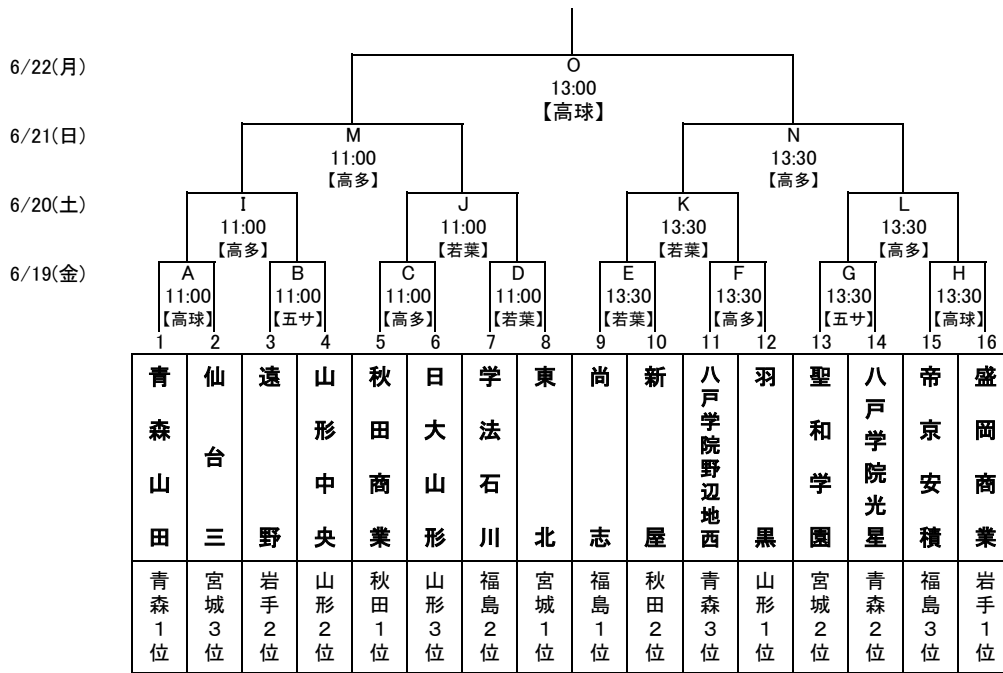 6/22(月)
O
13:00
【高球】
6/21(日)
M
N
11:00
13:30
【高多】
【高多】
6/20(土)
I
J
K
L
11:00
11:00
13:30
13:30
【高多】
【若葉】
【若葉】
【高多】
6/19(金)
A
B
C
D
E
F
G
H
11:00
11:00
11:00
11:00
13:30
13:30
13:30
13:30
【高球】
【五サ】
【高多】
【若葉】
【若葉】
【高多】
【五サ】
【高球】
1
2
3
4
5
6
7
8
9
10
11
12
13
14
15
16
青森山田
仙台三
遠野
山形中央
秋田商業
日大山形
学法石川
東北
尚志
新屋
八戸学院野辺地西
羽黒
聖和学園
八戸学院光星
帝京安積
盛岡商業
青森1位
宮城3位
岩手2位
山形2位
秋田1位
山形3位
福島2位
宮城1位
福島1位
秋田2位
青森3位
山形1位
宮城2位
青森2位
福島3位
岩手1位